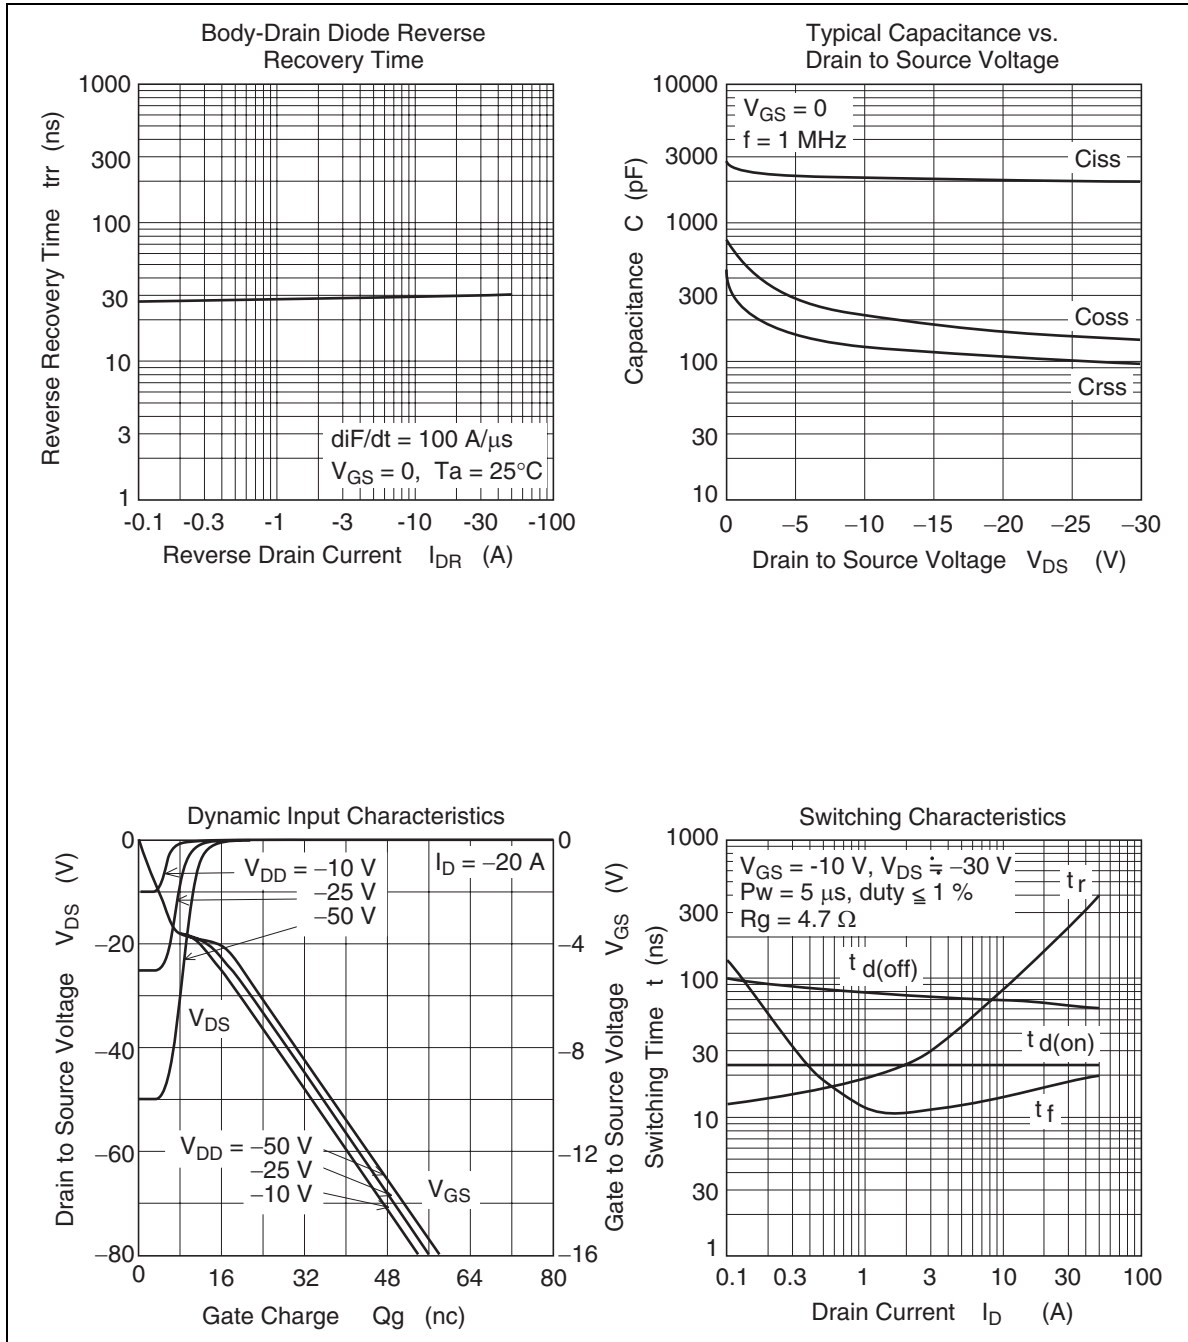 Body-Drain Diode Reverse
Recovery Time
1000
300
100
30
10
3
1
Reverse Recovery Time trr (ns)
diF/dt = 100 A/μs
VGS = 0, Ta = 25°C
-0.1 -0.3 -1 -3 -10 -30 -100
Reverse Drain Current IDR (A)
Typical Capacitance vs.
Drain to Source Voltage
10000
3000
1000
300
100
30
10
Capacitance C (pF)
VGS = 0
f = 1 MHz
Ciss
Coss
Crss
0 –5 –10 –15 –20 –25 –30
Drain to Source Voltage VDS (V)
Dynamic Input Characteristics
0
–20
–40
–60
–80
Drain to Source Voltage VDS (V)
VDD = –10 V
–25 V
–50 V
ID = –20 A
VDS
VDD = –50 V
–25 V
–10 V
VGS
0
–4
–8
–12
–16
Gate to Source Voltage VGS (V)
0 16 32 48 64 80
Gate Charge Qg (nc)
Switching Characteristics
1000
300
100
30
10
30
1
Switching Time t (ns)
VGS = -10 V, VDS ≒ –30 V
Pw = 5 μs, duty ≦ 1 %
Rg = 4.7 Ω
tr
td(off)
td(on)
tf
0.1 0.3 1 3 10 30 100
Drain Current ID (A)